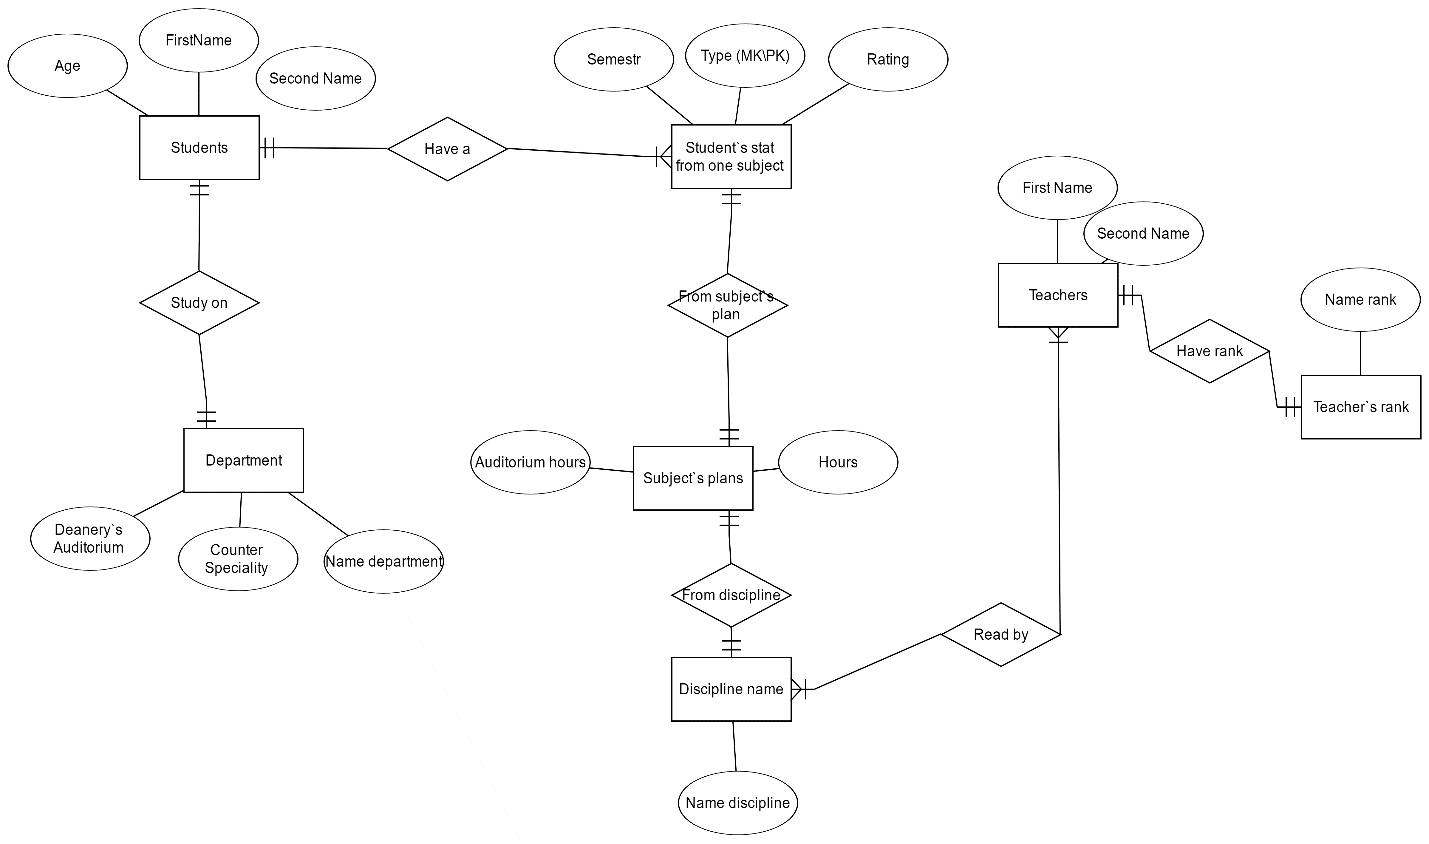 FirstName
Age
Second Name
Students
Have a
Semestr
Type (MK\PK)
Rating
Student`s stat
from one subject
First Name
Second Name
Teachers
Name rank
Have rank
Teacher`s rank
Study on
From subject`s
plan
Department
Deanery`s
Auditorium
Counter
Speciality
Name department
Auditorium hours
Subject`s plans
Hours
From discipline
Read by
Discipline name
Name discipline